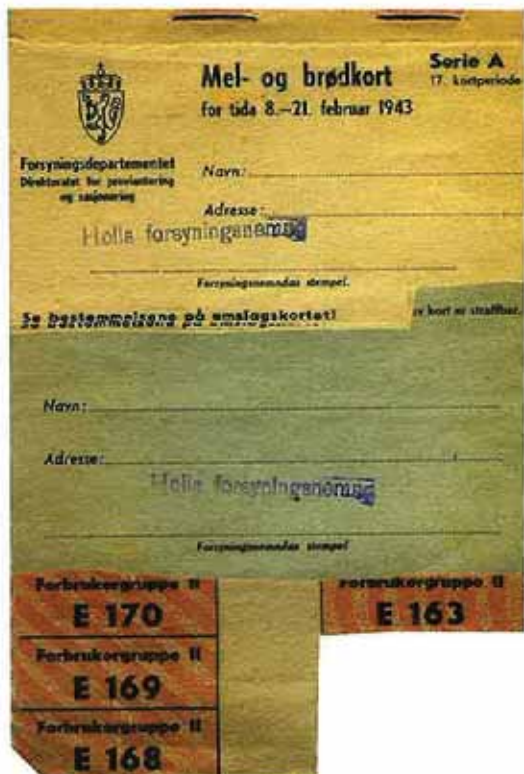 Mel- og brødkort
for tida 8.–21. februar 1943
Serie A
17. kortperiode
Forsyningsdepartementet
Direktoratet for proviantering
og rasjonering
Navn:
Adresse:
Holla forsyningsnemnd
Forsyningsnemndas stempel.
Se bestemmelsene på omslagskortet!
kort er straffbar.
Navn:
Adresse:
Holla forsyningsnemnd
Forsyningsnemndas stempel
Forbrukergruppe II
E 170
Forbrukergruppe II
E 163
Forbrukergruppe II
E 169
Forbrukergruppe II
E 168